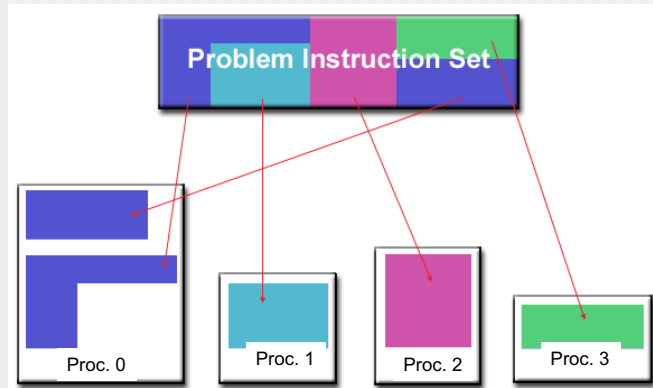 Problem Instruction Set
Proc. 0
Proc. 1
Proc. 2
Proc. 3